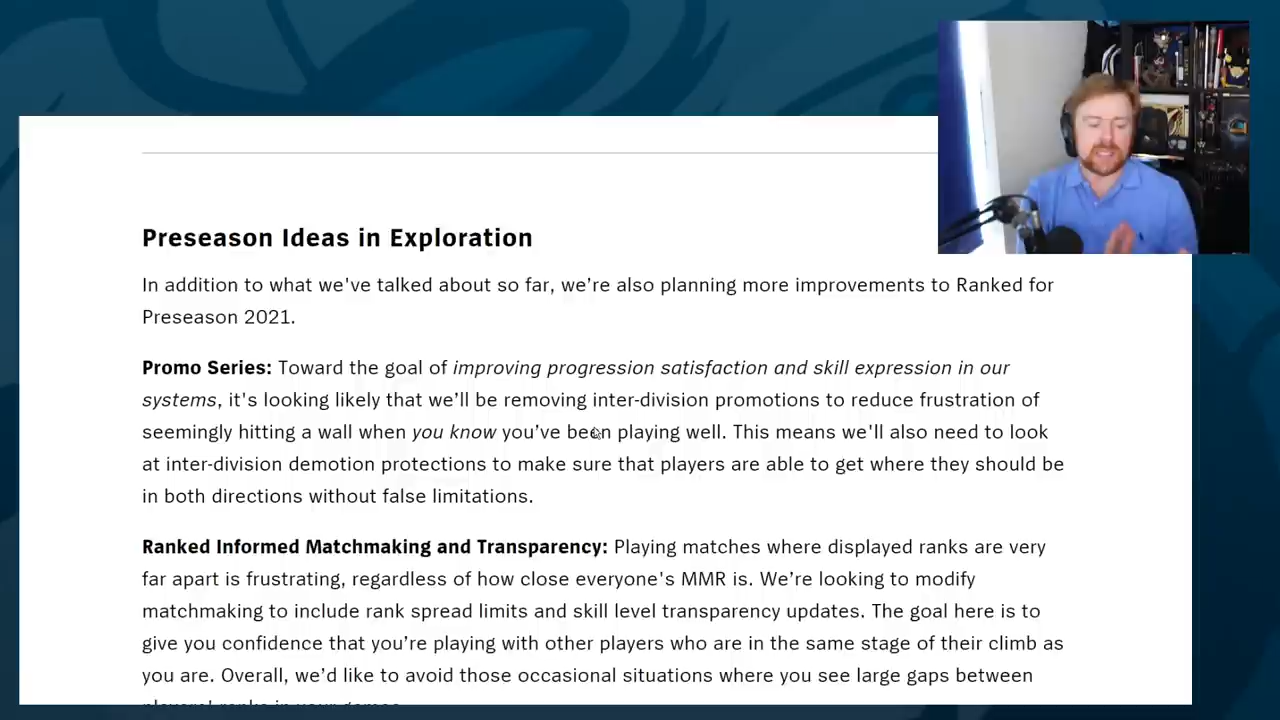 Preseason Ideas in Exploration
In addition to what we've talked about so far, we’re also planning more improvements to Ranked for
Preseason 2021.
Promo Series: Toward the goal of improving progression satisfaction and skill expression in our
systems, it's looking likely that we’ll be removing inter-division promotions to reduce frustration of
seemingly hitting a wall when you know you’ve been playing well. This means we'll also need to look
at inter-division demotion protections to make sure that players are able to get where they should be
in both directions without false limitations.
Ranked Informed Matchmaking and Transparency: Playing matches where displayed ranks are very
far apart is frustrating, regardless of how close everyone's MMR is. We’re looking to modify
matchmaking to include rank spread limits and skill level transparency updates. The goal here is to
give you confidence that you’re playing with other players who are in the same stage of their climb as
you are. Overall, we’d like to avoid those occasional situations where you see large gaps between